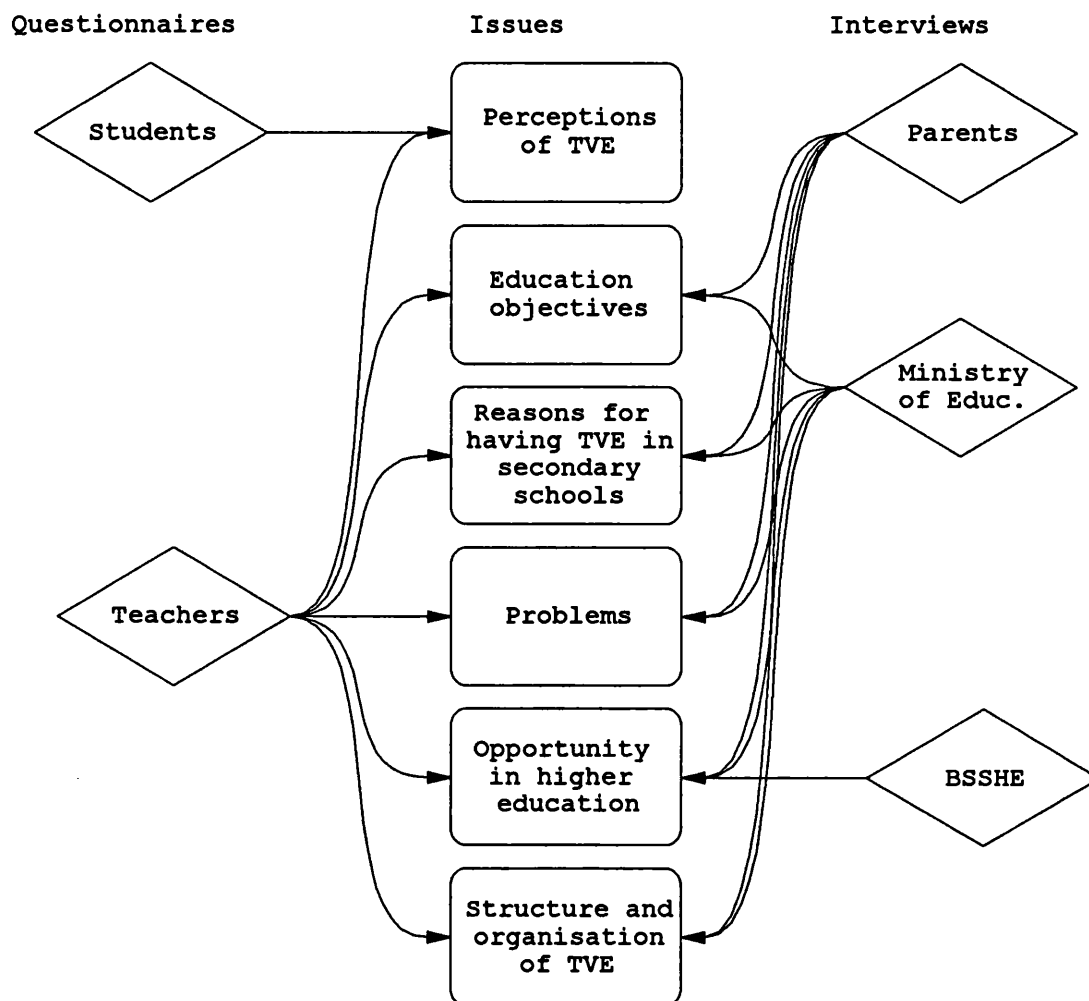 Questionnaires
Issues
Interviews
Students
Perceptions
of TVE
Parents
Education
objectives
Ministry
of Educ.
Reasons for
having TVE in
secondary
schools
Teachers
Problems
Opportunity
in higher
education
BSSHE
Structure and
organisation
of TVE